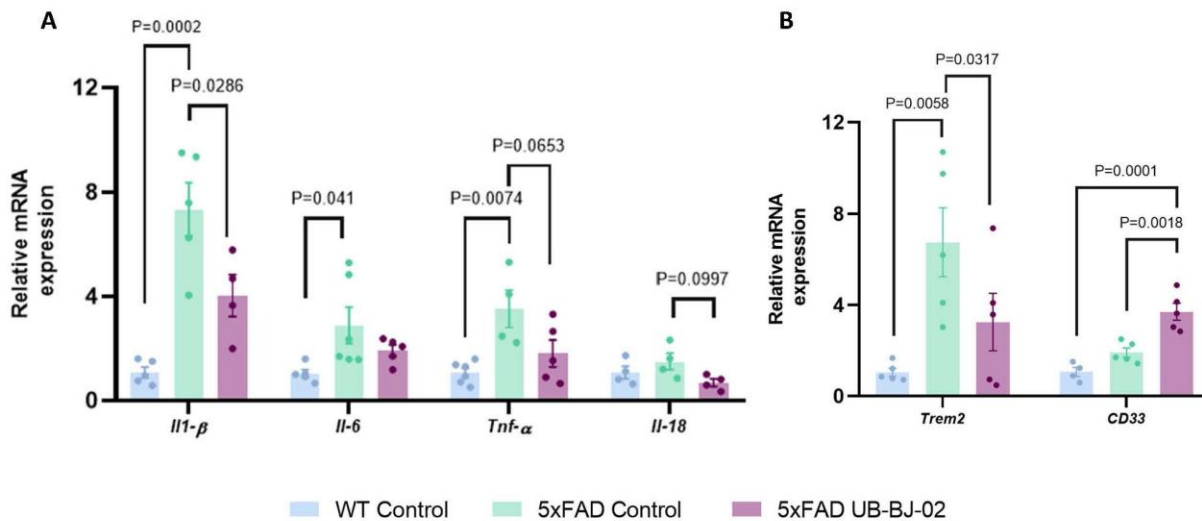 A
P=0.0002
P=0.0286
P=0.041
P=0.0074
P=0.0653
P=0.0997
Relative mRNA
expression
12
8
4
0
Il1-β
Il-6
Tnf-α
Il-18
B
P=0.0317
P=0.0058
P=0.0001
P=0.0018
Relative mRNA
expression
12
8
4
0
Trem2
CD33
WT Control
5xFAD Control
5xFAD UB-BJ-02